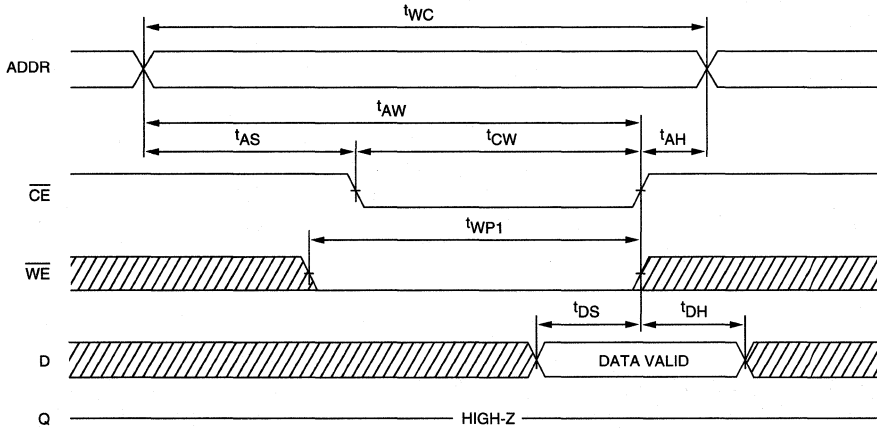 tWC
ADDR
tAW
tAS tCW tAH
CE
tWP1
WE
tDS tDH
D DATA VALID
Q HIGH-Z